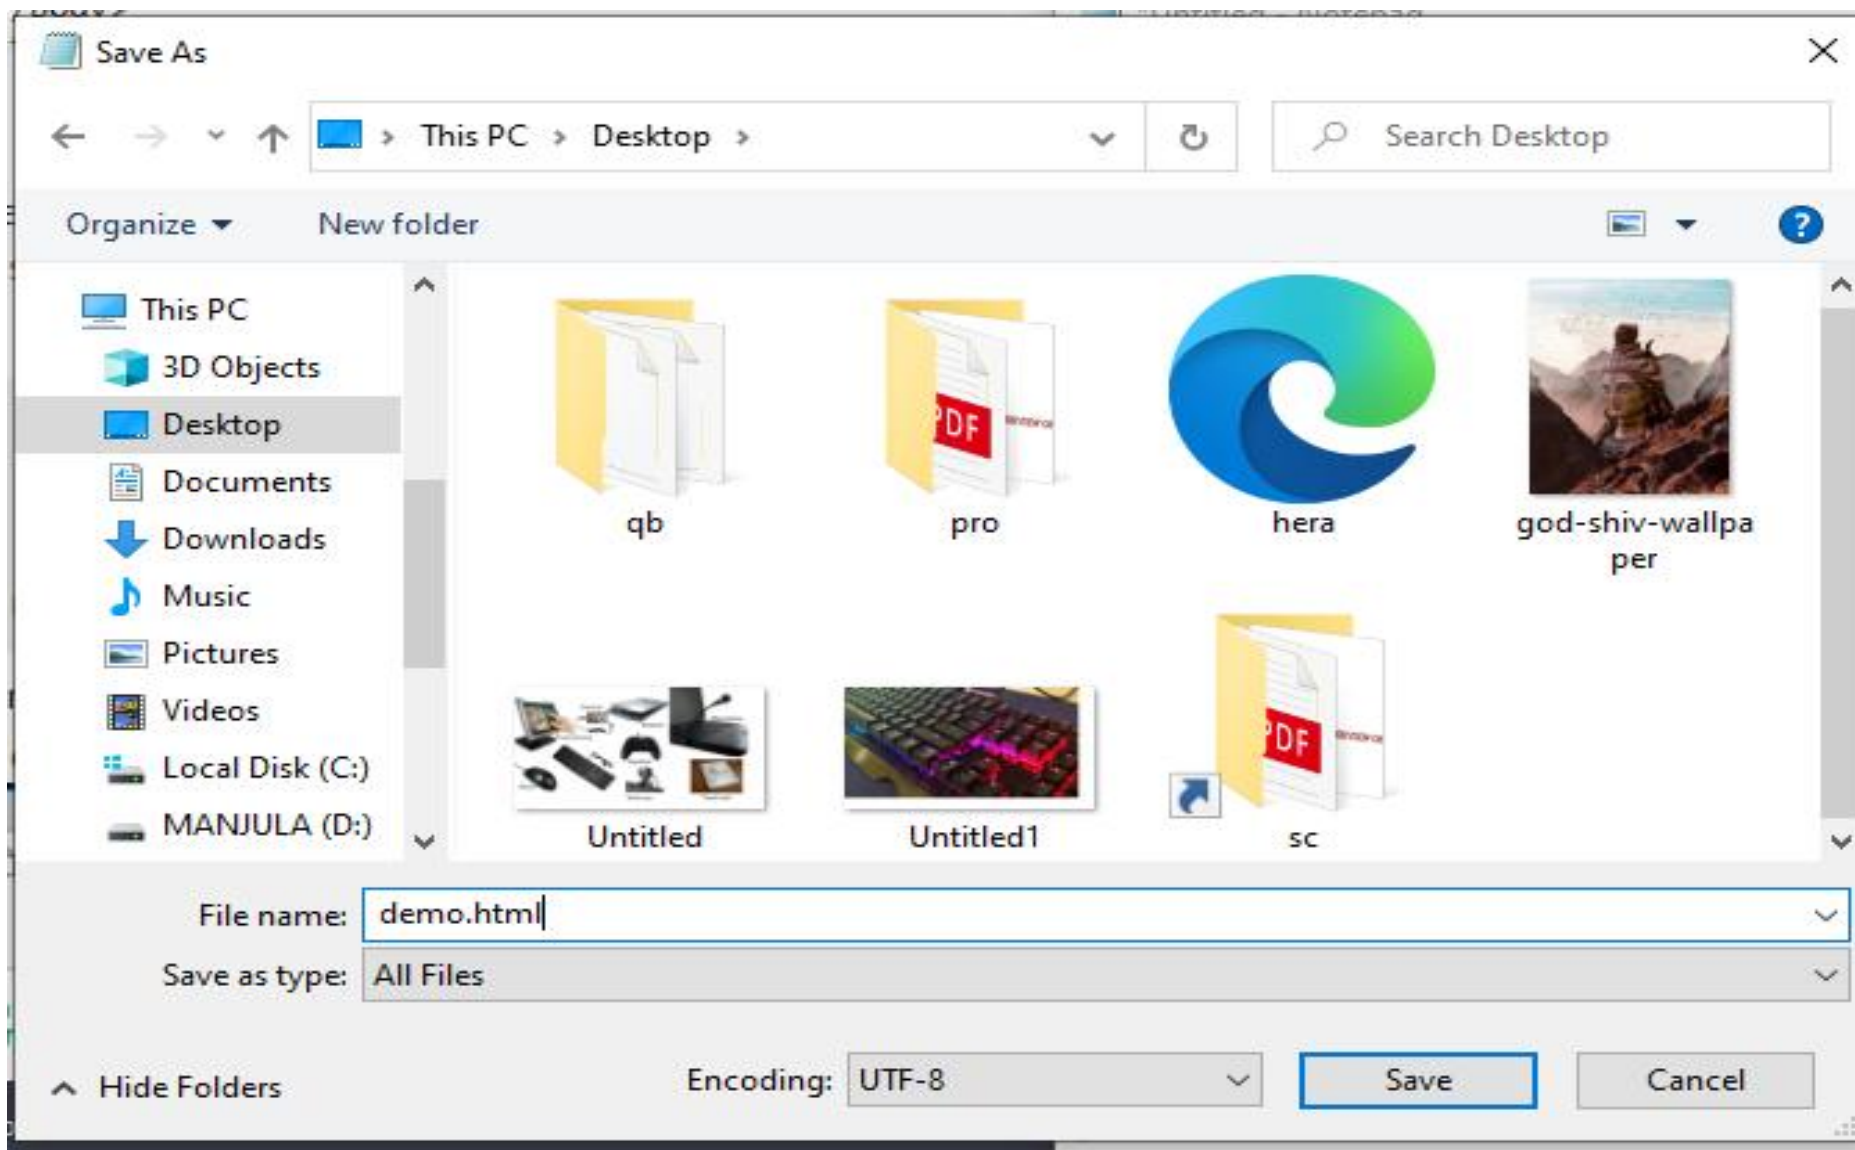 Save As
This PC > Desktop >
Search Desktop
Organize
New folder
This PC
3D Objects
Desktop
Documents
Downloads
Music
Pictures
Videos
Local Disk (C:)
MANJULA (D:)
qb
PDF
pro
hera
god-shiv-wallpa
per
Untitled
Untitled1
PDF
sc
File name: demo.html
Save as type: All Files
Hide Folders
Encoding: UTF-8
Save
Cancel